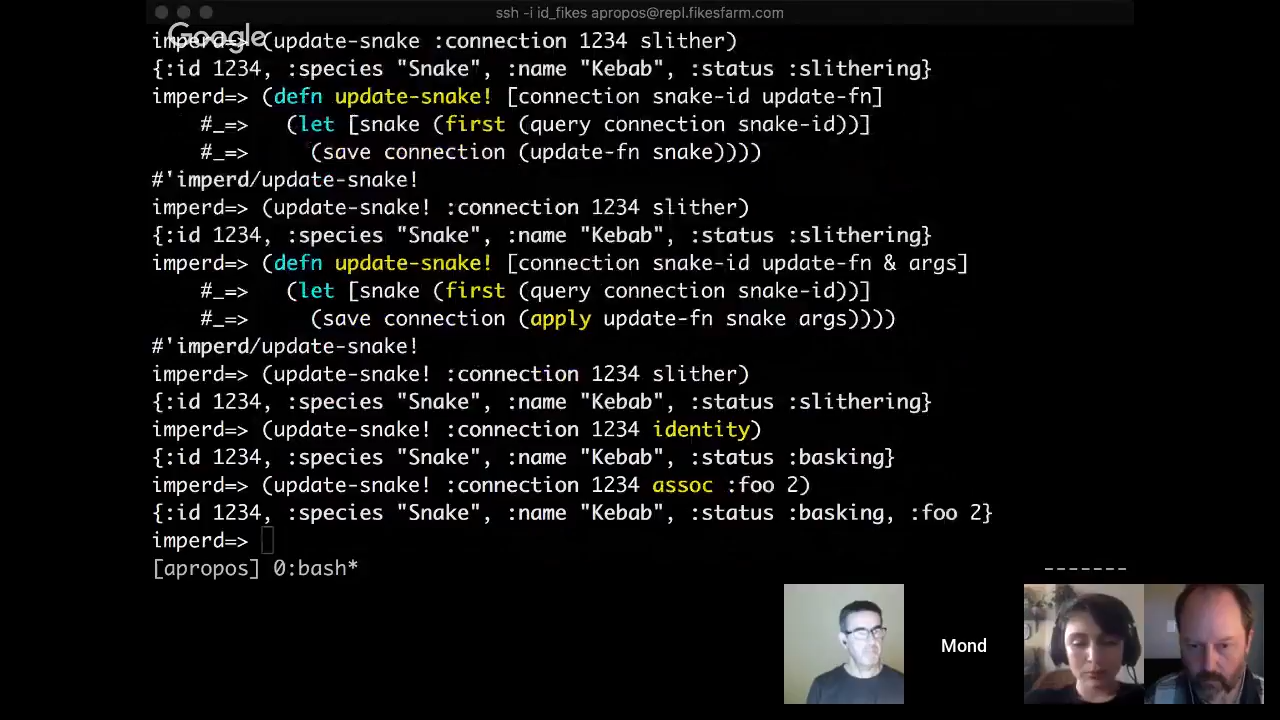 ssh -i id_fikes apropos@repl.fikesfarm.com
Google
imperd=> (update-snake :connection 1234 slither)
{:id 1234, :species "Snake", :name "Kebab", :status :slithering}
imperd=> (defn update-snake! [connection snake-id update-fn]
    #_=>   (let [snake (first (query connection snake-id))]
    #_=>     (save connection (update-fn snake))))
#'imperd/update-snake!
imperd=> (update-snake! :connection 1234 slither)
{:id 1234, :species "Snake", :name "Kebab", :status :slithering}
imperd=> (defn update-snake! [connection snake-id update-fn & args]
    #_=>   (let [snake (first (query connection snake-id))]
    #_=>     (save connection (apply update-fn snake args))))
#'imperd/update-snake!
imperd=> (update-snake! :connection 1234 slither)
{:id 1234, :species "Snake", :name "Kebab", :status :slithering}
imperd=> (update-snake! :connection 1234 identity)
{:id 1234, :species "Snake", :name "Kebab", :status :basking}
imperd=> (update-snake! :connection 1234 assoc :foo 2)
{:id 1234, :species "Snake", :name "Kebab", :status :basking, :foo 2}
imperd=>
[apropos] 0:bash* -------
Mond